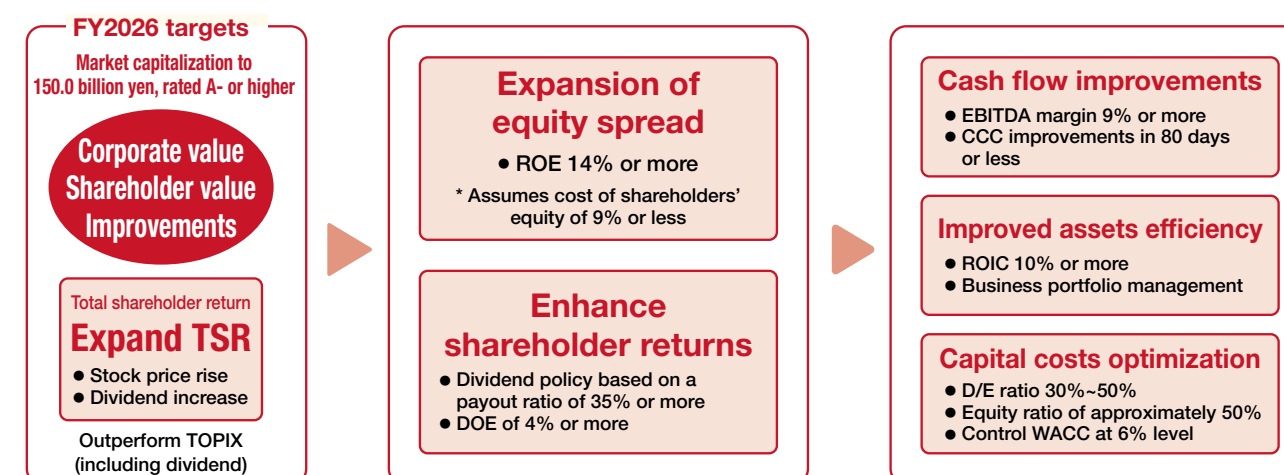 FY2026 targets
Market capitalization to
150.0 billion yen, rated A- or higher
Corporate value
Shareholder value
Improvements
Total shareholder return
Expand TSR
● Stock price rise
● Dividend increase
Outperform TOPIX
(including dividend)
Expansion of
equity spread
● ROE 14% or more
* Assumes cost of shareholders'
equity of 9% or less
Enhance
shareholder returns
● Dividend policy based on a
payout ratio of 35% or more
● DOE of 4% or more
Cash flow improvements
● EBITDA margin 9% or more
● CCC improvements in 80 days
or less
Improved assets efficiency
● ROIC 10% or more
● Business portfolio management
Capital costs optimization
● D/E ratio 30%~50%
● Equity ratio of approximately 50%
● Control WACC at 6% level